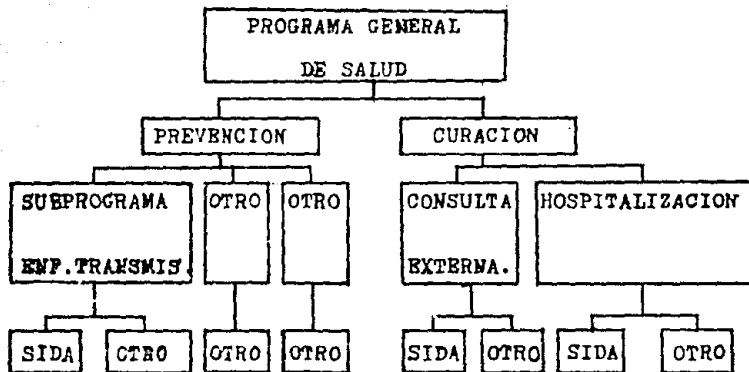 PROGRAMA GENERAL
DE SALUD
PREVENCION
CURACION
SUBPROGRAMA
ENF.TRANSMIS.
OTRO
OTRO
CONSULTA
EXTERNA.
HOSPITALIZACION
SIDA
OTRO
OTRO
OTRO
SIDA
OTRO
SIDA
OTRO